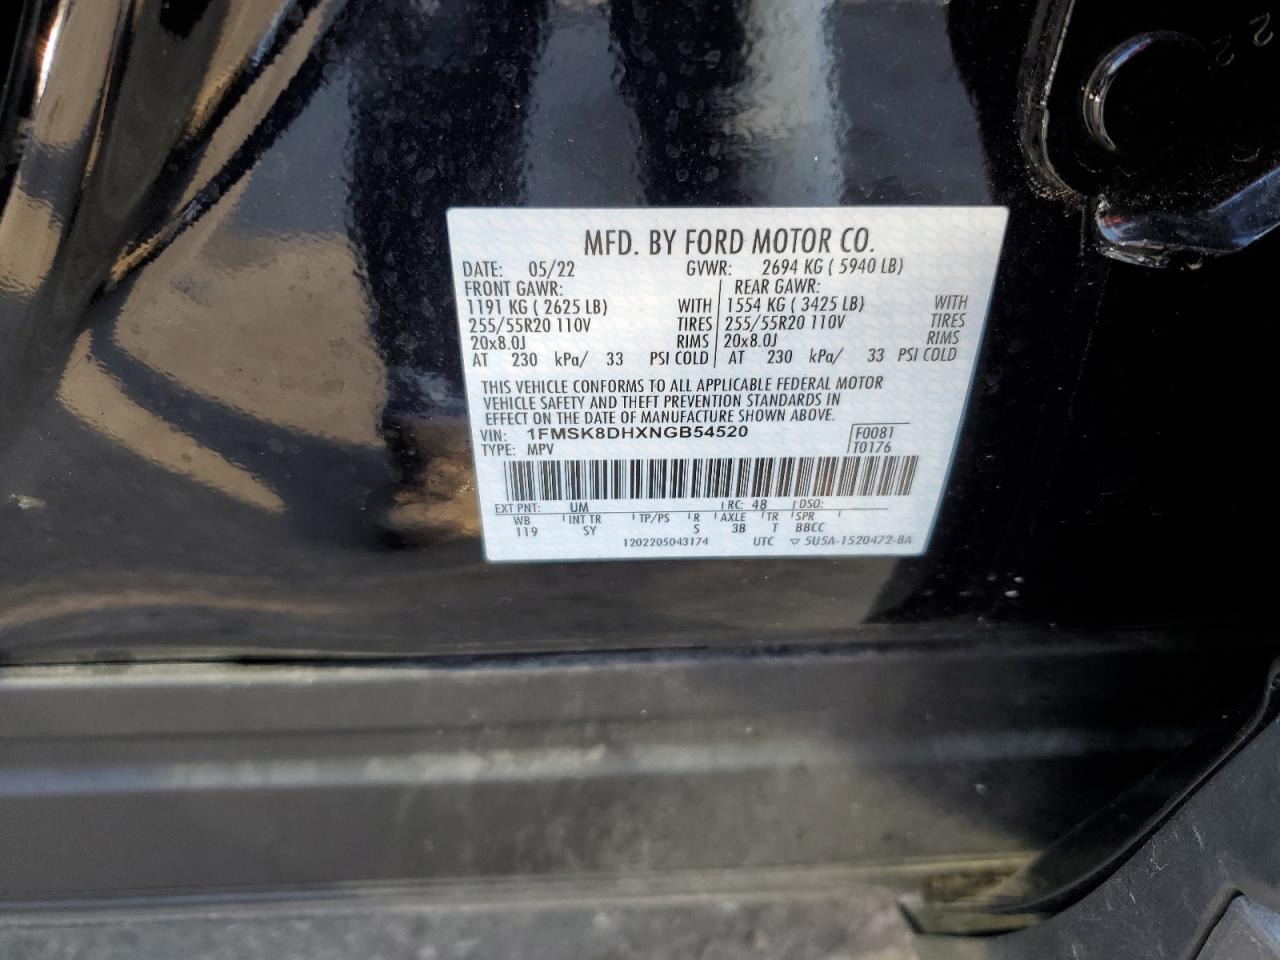 MFD. BY FORD MOTOR CO.
DATE: 05/22 GVWR: 2694 KG ( 5940 LB)
FRONT GAWR: REAR GAWR:
1191 KG ( 2625 LB) WITH 1554 KG ( 3425 LB) WITH
255/55R20 110V TIRES 255/55R20 110V TIRES
20x8.0J RIMS 20x8.0J RIMS
AT 230 kPa/ 33 PSI COLD AT 230 kPa/ 33 PSI COLD
THIS VEHICLE CONFORMS TO ALL APPLICABLE FEDERAL MOTOR
VEHICLE SAFETY AND THEFT PREVENTION STANDARDS IN
EFFECT ON THE DATE OF MANUFACTURE SHOWN ABOVE.
VIN: 1FMSK8DHXNGB54520 F0081
TYPE: MPV T0176
EXT PNT: UM RC: 48 DSO:
WB INT TR TP/PS R AXLE TR SPR
119 SY S 3B T BBCC
1202205043174 UTC ▽ 5U5A-1520472-BA